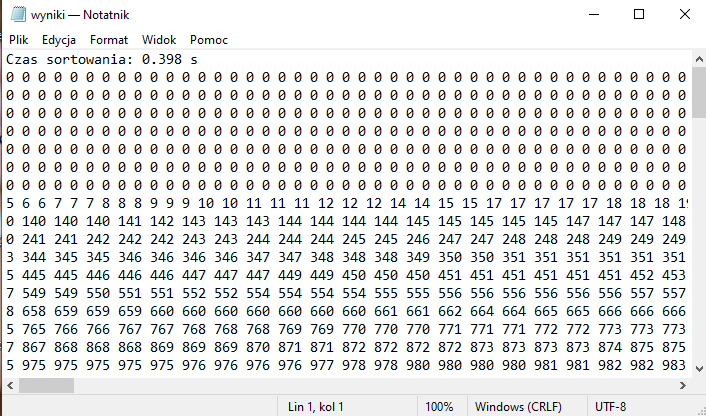 wyniki — Notatnik
Plik Edycja Format Widok Pomoc
Czas sortowania: 0.398 s
0 0 0 0 0 0 0 0 0 0 0 0 0 0 0 0 0 0 0 0 0 0 0 0 0 0 0 0 0 0 0 0 0 0 0 0 0 0 0 0 0 0 0
0 0 0 0 0 0 0 0 0 0 0 0 0 0 0 0 0 0 0 0 0 0 0 0 0 0 0 0 0 0 0 0 0 0 0 0 0 0 0 0 0 0 0
0 0 0 0 0 0 0 0 0 0 0 0 0 0 0 0 0 0 0 0 0 0 0 0 0 0 0 0 0 0 0 0 0 0 0 0 0 0 0 0 0 0 0
0 0 0 0 0 0 0 0 0 0 0 0 0 0 0 0 0 0 0 0 0 0 0 0 0 0 0 0 0 0 0 0 0 0 0 0 0 0 0 0 0 0 0
0 0 0 0 0 0 0 0 0 0 0 0 0 0 0 0 0 0 0 0 0 0 0 0 0 0 0 0 0 0 0 0 0 0 0 0 0 0 0 0 0 0 0
0 0 0 0 0 0 0 0 0 0 0 0 0 0 0 0 0 0 0 0 0 0 0 0 0 0 0 0 0 0 0 0 0 0 0 0 0 0 0 0 0 0 0
0 0 0 0 0 0 0 0 0 0 0 0 0 0 0 0 0 0 0 0 0 0 0 0 0 0 0 0 0 0 0 0 0 0 0 0 0 0 0 0 0 0 0
5 6 6 7 7 7 8 8 8 9 9 9 10 10 11 11 11 12 12 12 14 14 15 15 17 17 17 17 17 18 18 18
0 140 140 140 141 142 143 143 143 144 144 144 144 145 145 145 145 145 147 147 147 148
0 241 241 242 242 242 243 243 244 244 244 245 245 246 247 247 248 248 248 249 249 249
3 344 345 345 346 346 346 346 347 347 348 348 348 349 350 350 351 351 351 351 351 351
5 445 445 446 446 446 447 447 447 449 449 450 450 450 451 451 451 451 451 451 452 453
7 549 549 550 551 551 552 552 554 554 554 554 554 555 555 556 556 556 556 556 557 557
8 658 659 659 659 660 660 660 660 660 660 660 661 661 662 664 664 665 665 666 666 666
5 765 766 766 767 767 767 768 768 768 769 769 770 770 770 771 771 771 772 772 773 773 773
7 867 868 868 868 869 869 869 870 871 871 872 872 872 872 873 873 873 873 874 875 875
5 975 975 975 975 975 976 976 976 976 977 978 978 980 980 980 980 981 981 982 982 983
Lin 1, kol 1 100% Windows (CRLF) UTF-8